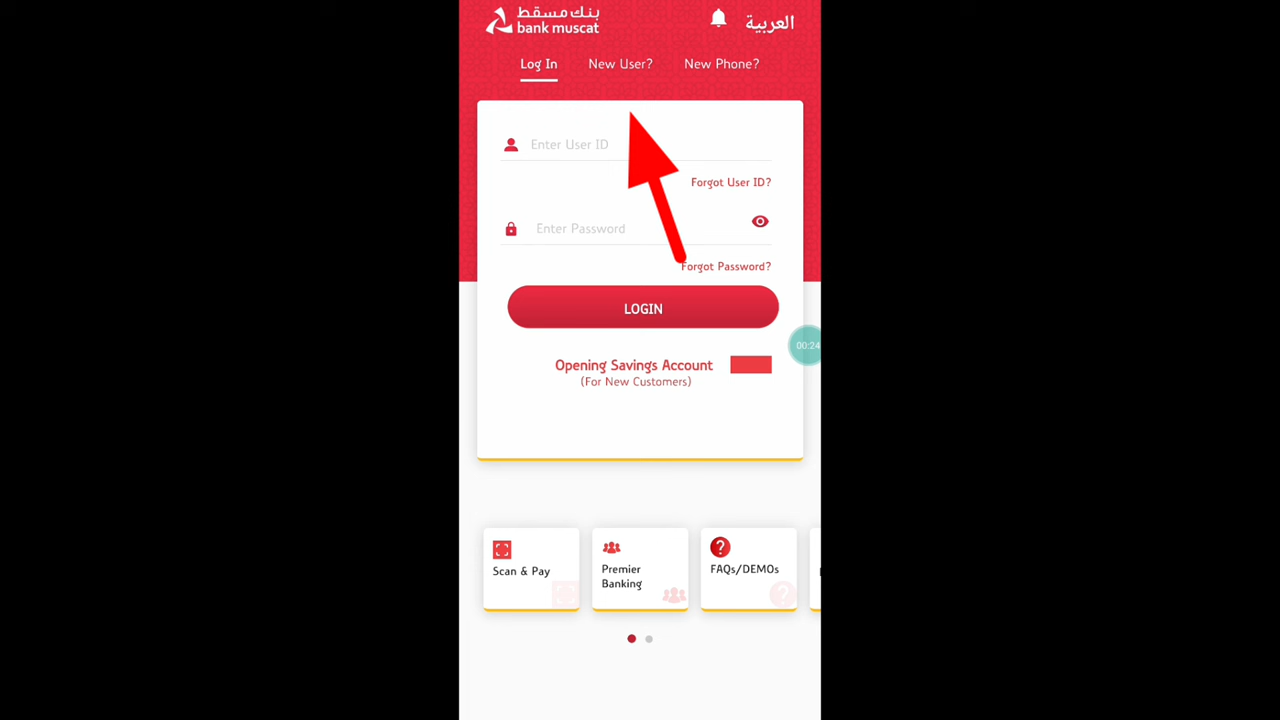 بنك مسقط
bank muscat
العربية
Log In
New User?
New Phone?
Enter User ID
Forgot User ID?
Enter Password
Forgot Password?
LOGIN
00:24
Opening Savings Account
(For New Customers)
Scan & Pay
Premier
Banking
?
FAQs/DEMOs